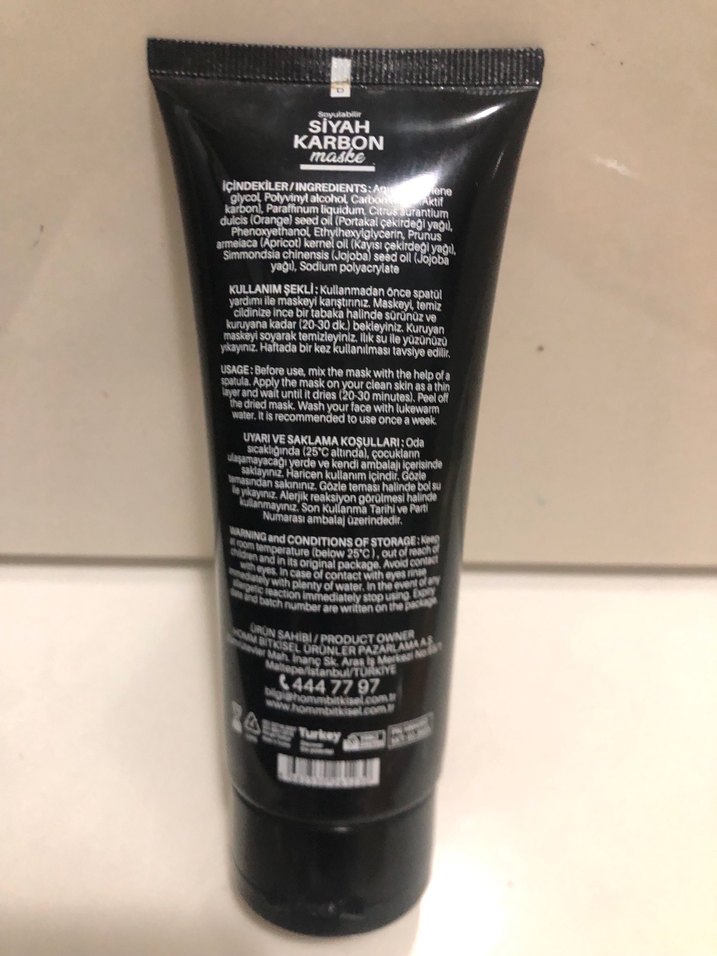 Soyulabilir
SİYAH
KARBON
maske
İÇİNDEKİLER / INGREDIENTS :
glycol, Polyvinyl alcohol, (Aktif
karbon), Paraffinum liquidum, Citrus aurantium
dulcis (Orange) seed oil (Portakal çekirdeği yağı),
Phenoxyethanol, Ethylhexylglycerin, Prunus
armeiaca (Apricot) kernel oil (Kayısı çekirdeği yağı),
Simmondsia chinensis (Jojoba) seed oil (Jojoba
yağı), Sodium polyacrylate
KULLANIM ŞEKLİ : Kullanmadan önce spatül
yardımı ile maskeyi karıştırınız. Maskeyi, temiz
cildinize ince bir tabaka halinde sürünüz ve
kuruyana kadar (20-30 dk.) bekleyiniz. Kuruyan
maskeyi soyarak temizleyiniz. Ilık su ile yüzünüzü
yıkayınız. Haftada bir kez kullanılması tavsiye edilir.
USAGE : Before use, mix the mask with the help of a
spatula. Apply the mask on your clean skin as a thin
layer and wait until it dries (20-30 minutes). Peel off
the dried mask. Wash your face with lukewarm
water. It is recommended to use once a week.
UYARI VE SAKLAMA KOŞULLARI : Oda
sıcaklığında (25°C altında), çocukların
ulaşamayacağı yerde ve kendi ambalajı içerisinde
saklayınız. Haricen kullanım içindir. Gözle
temasından sakınınız. Gözle teması halinde bol su
ile yıkayınız. Alerjik reaksiyon görülmesi halinde
kullanmayınız. Son Kullanma Tarihi ve Parti
Numarası ambalaj üzerindedir.
WARNING and CONDITIONS OF STORAGE : Keep
at room temperature (below 25°C), out of reach of
children and in its original package. Avoid contact
with eyes. In case of contact with eyes rinse
immediately with plenty of water. In the event of any
allergetic reaction immediately stop using. Expiry
date and batch number are written on the package.
ÜRÜN SAHİBİ / PRODUCT OWNER
HOMM BİTKİSEL ÜRÜNLER PAZARLAMA A.Ş.
Mah. İnanç Sk. Aras İş Merkezi
Maltepe/İstanbul/TÜRKİYE
444 77 97
bilgi@hommbitkisel.com.tr
www.hommbitkisel.com.tr
Turkey